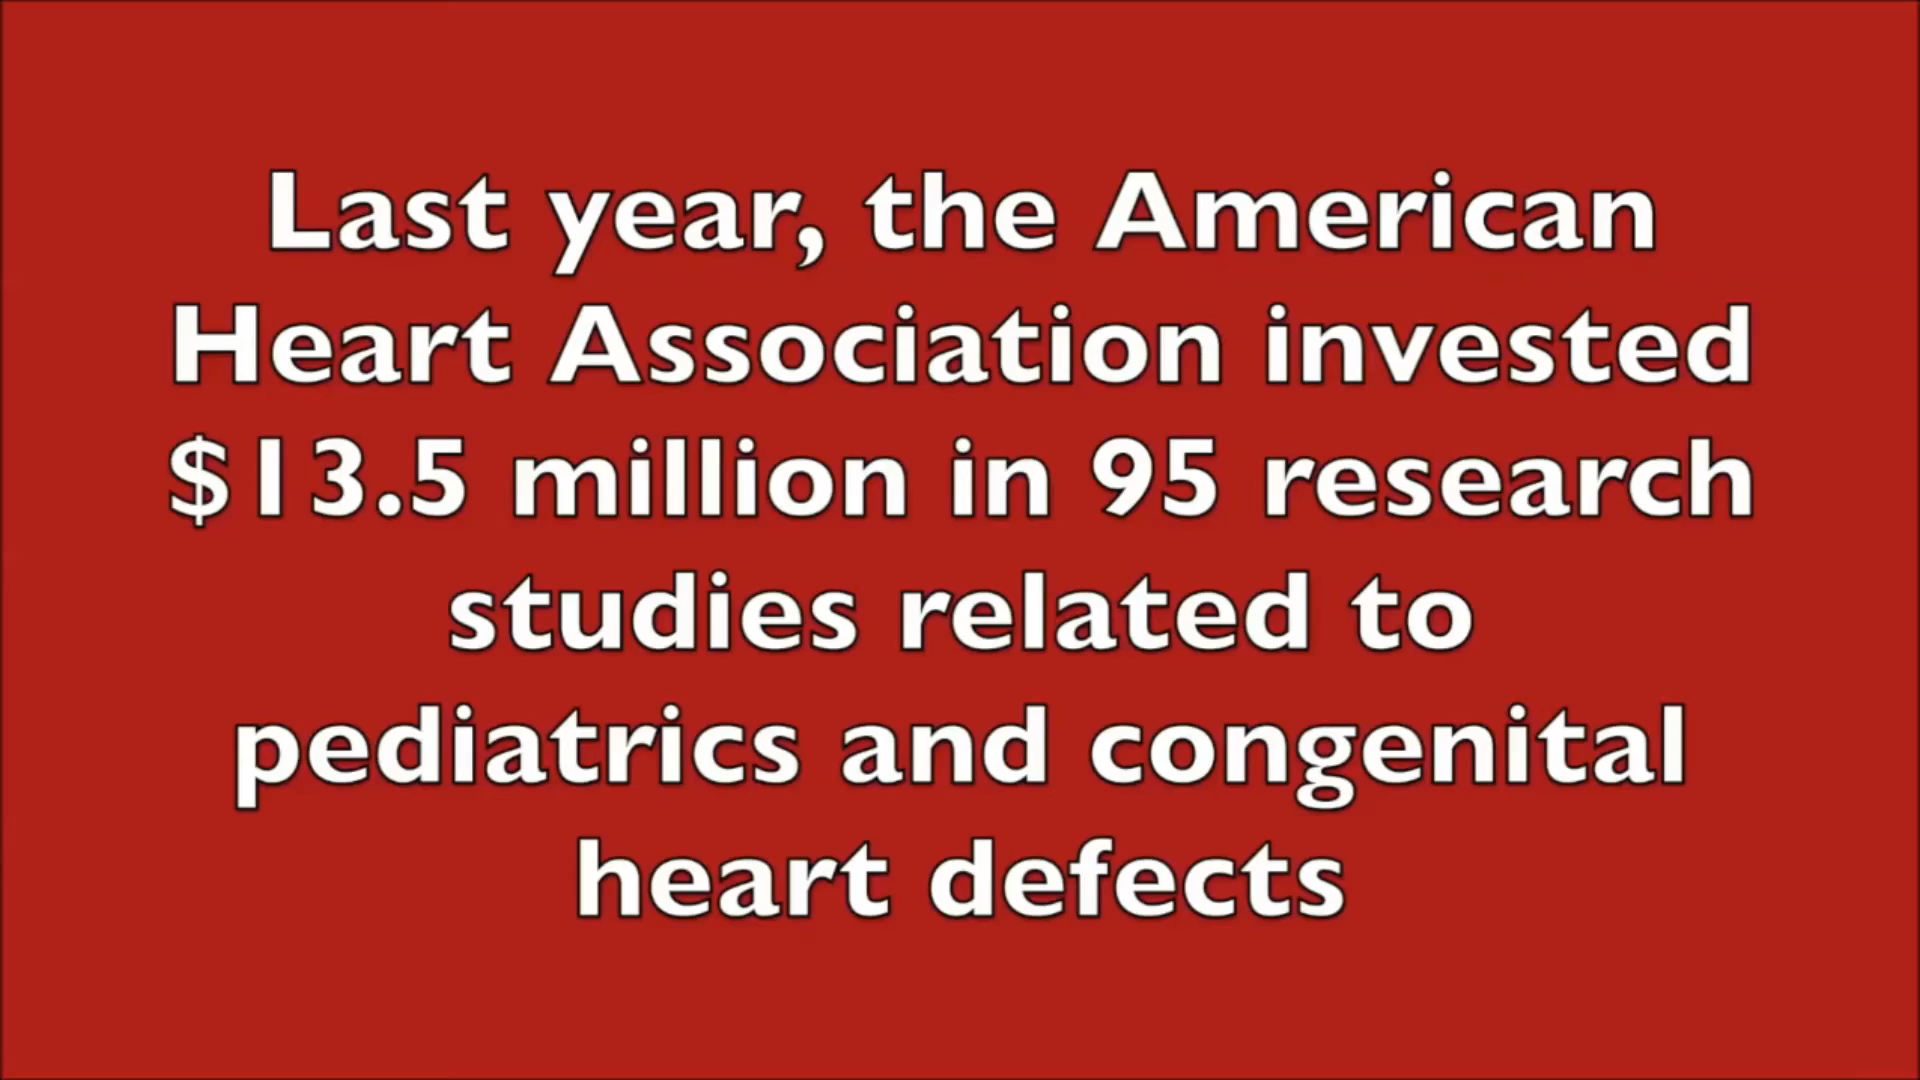 Last year, the American
Heart Association invested
$13.5 million in 95 research
studies related to
pediatrics and congenital
heart defects